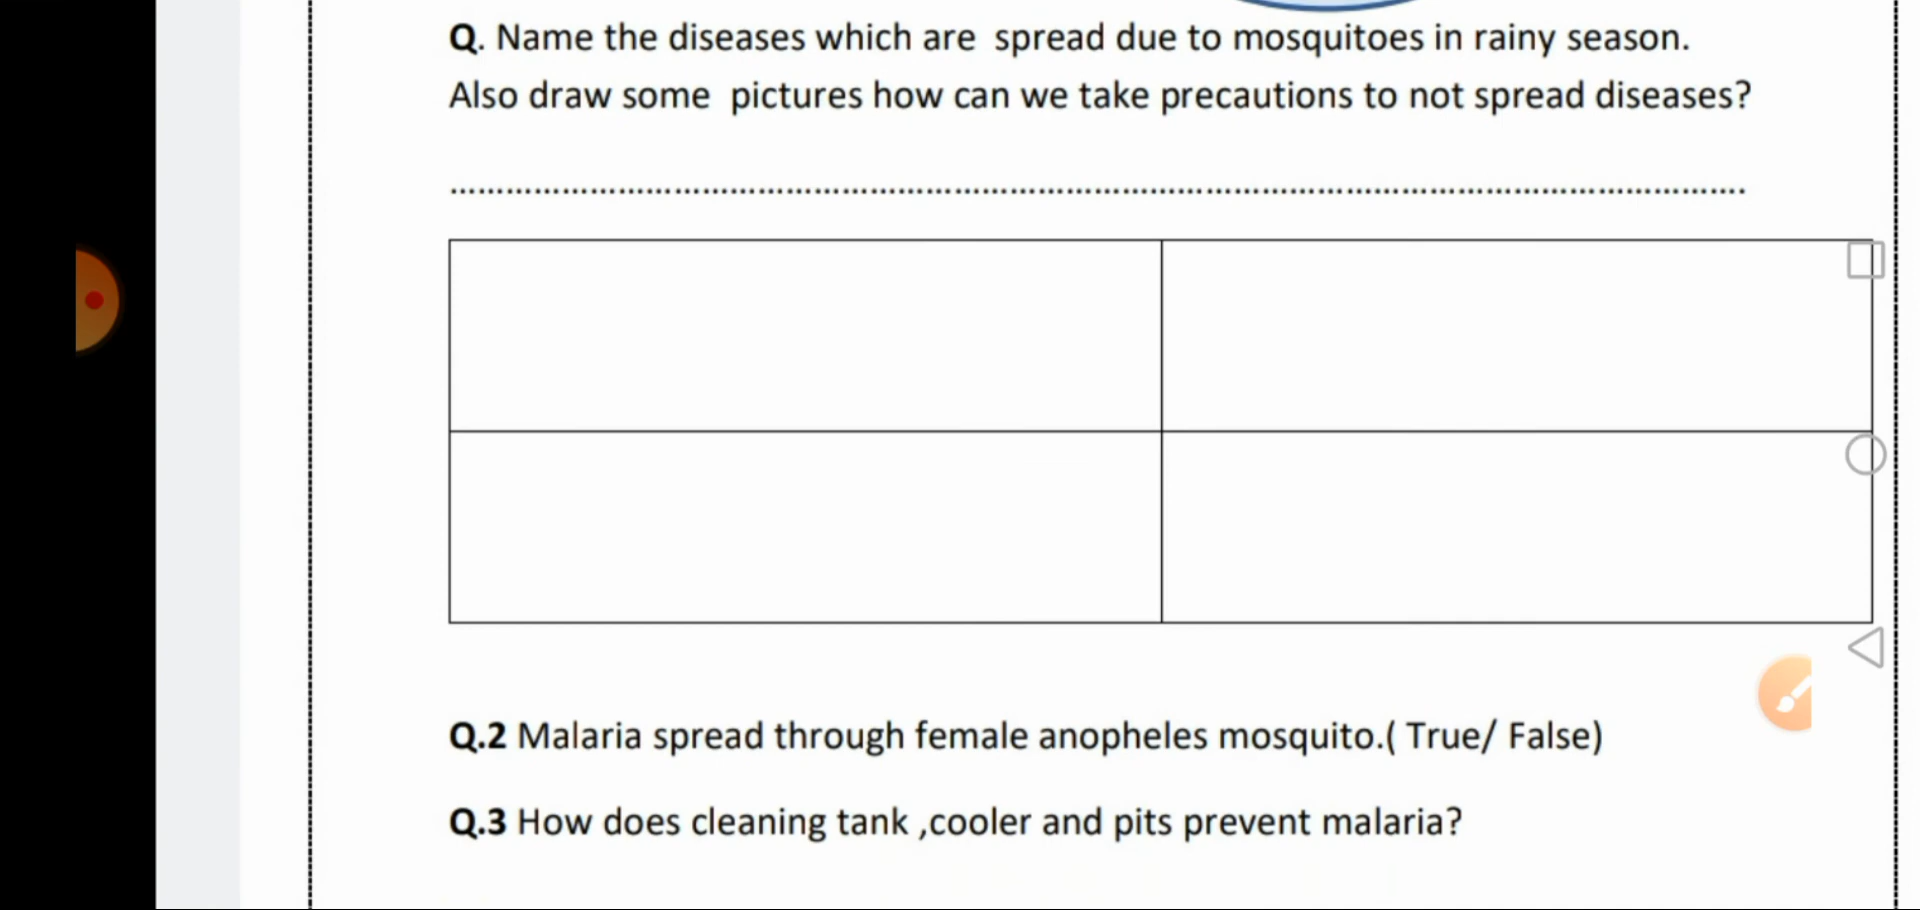 Q. Name the diseases which are spread due to mosquitoes in rainy season.
Also draw some pictures how can we take precautions to not spread diseases?
Q.2 Malaria spread through female anopheles mosquito.( True/ False)
Q.3 How does cleaning tank ,cooler and pits prevent malaria?